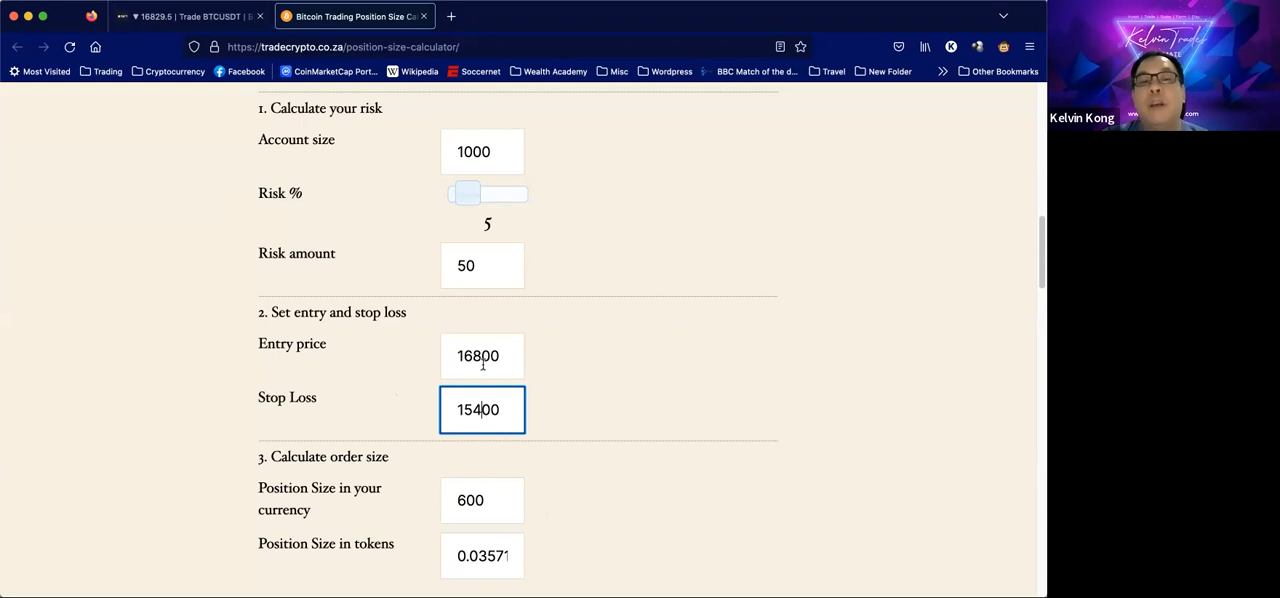 ▼ 16829.5 | Trade BTCUSDT | B
Bitcoin Trading Position Size Ca
https://tradecrypto.co.za/position-size-calculator/
Most Visited
Trading
Cryptocurrency
Facebook
CoinMarketCap Port...
Wikipedia
Soccernet
Wealth Academy
Misc
Wordpress
BBC Match of the d...
Travel
New Folder
Other Bookmarks
Kelvin Trades
Kelvin Kong
1. Calculate your risk
Account size
1000
Risk %
5
Risk amount
50
2. Set entry and stop loss
Entry price
16800
Stop Loss
15400
3. Calculate order size
Position Size in your
currency
600
Position Size in tokens
0.03571